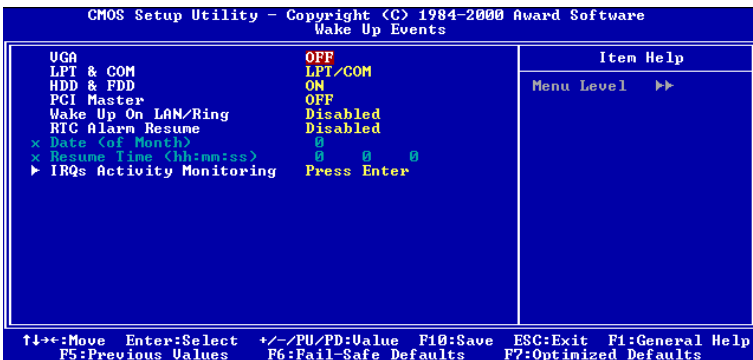 CMOS Setup Utility - Copyright (C) 1984-2000 Award Software
Wake Up Events
VGA OFF
LPT & COM LPT/COM
HDD & FDD ON
PCI Master OFF
Wake Up On LAN/Ring Disabled
RTC Alarm Resume Disabled
x Date (of Month) 0
x Resume Time (hh:mm:ss) 0 0 0
► IRQs Activity Monitoring Press Enter
Item Help
Menu Level ►►
↑↓→←:Move Enter:Select +/-/PU/PD:Value F10:Save ESC:Exit F1:General Help
F5:Previous Values F6:Fail-Safe Defaults F7:Optimized Defaults